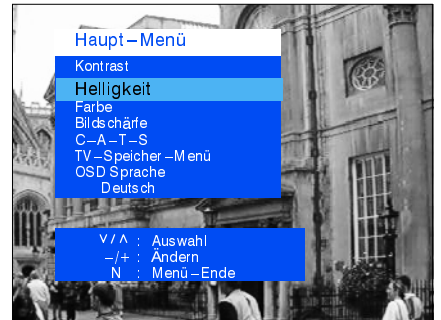 Haupt–Menü
Kontrast
Helligkeit
Farbe
Bildschärfe
C–A–T–S
TV–Speicher–Menü
OSD Sprache
Deutsch
∨/∧ : Auswahl
–/+ : Ändern
N : Menü–Ende